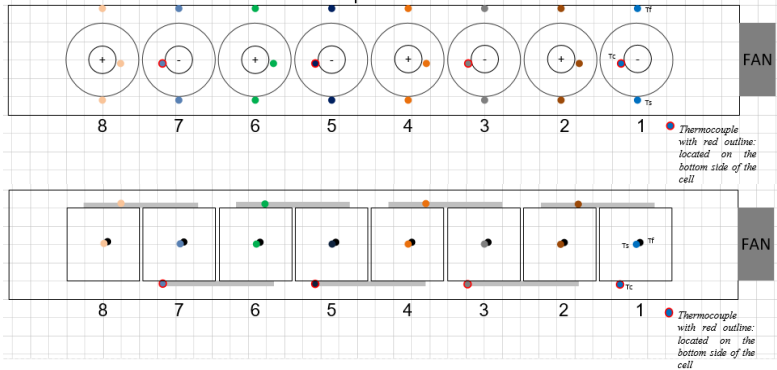 Tf
+ - + - + - + -
Tc
FAN
Ts
8 7 6 5 4 3 2 1
Thermocouple
with red outline:
located on the
bottom side of the
cell
Ts Tf
FAN
Tc
8 7 6 5 4 3 2 1
Thermocouple
with red outline:
located on the
bottom side of the
cell